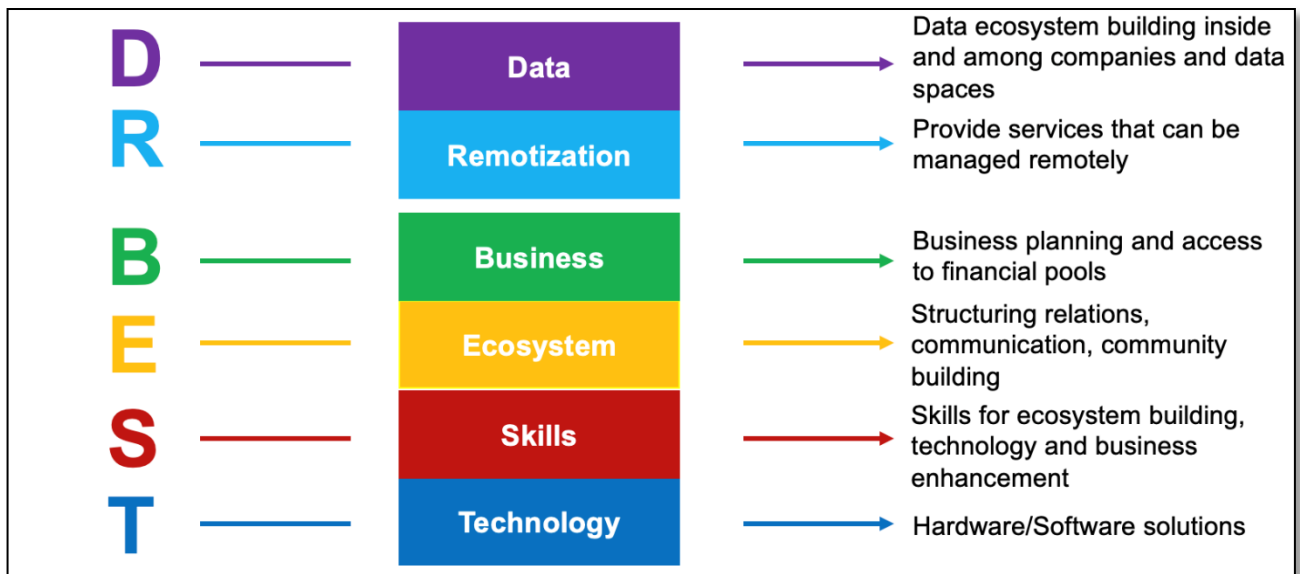 D
Data
Data ecosystem building inside
and among companies and data
spaces
R
Remotization
Provide services that can be
managed remotely
B
Business
Business planning and access
to financial pools
E
Ecosystem
Structuring relations,
communication, community
building
S
Skills
Skills for ecosystem building,
technology and business
enhancement
T
Technology
Hardware/Software solutions